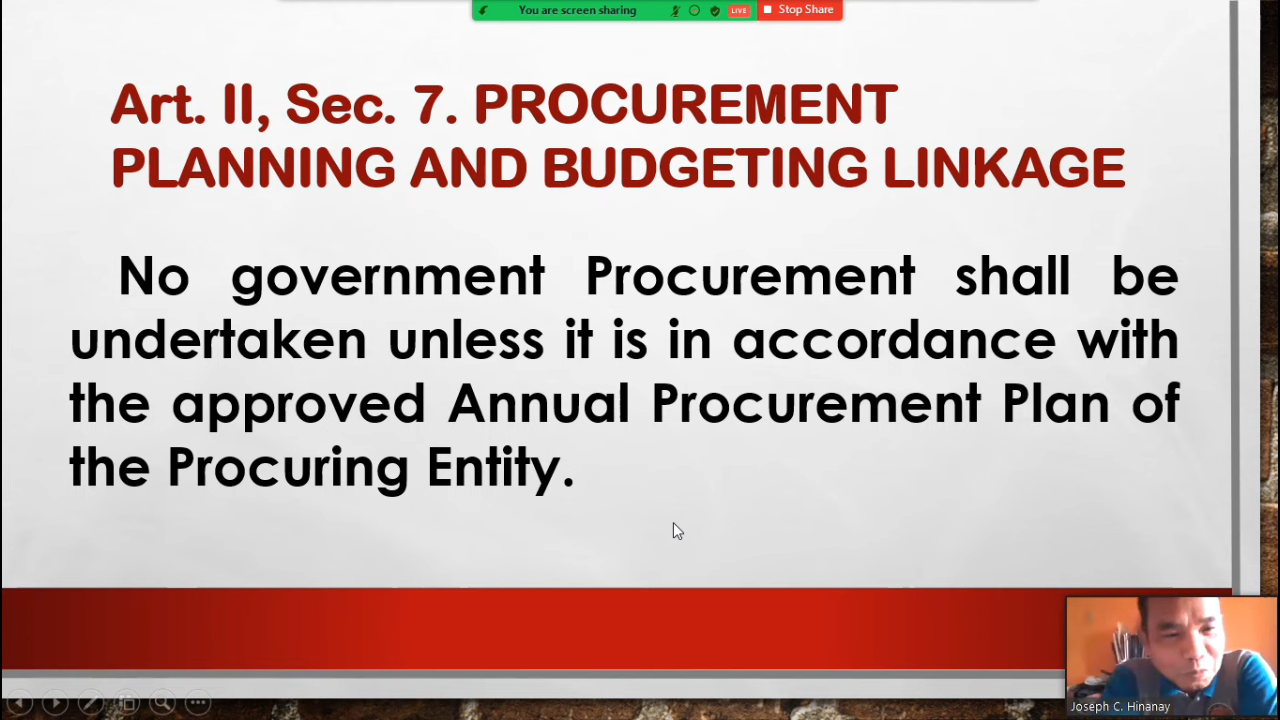 You are screen sharing LIVE Stop Share
Art. II, Sec. 7. PROCUREMENT
PLANNING AND BUDGETING LINKAGE
No government Procurement shall be
undertaken unless it is in accordance with
the approved Annual Procurement Plan of
the Procuring Entity.
Joseph C. Hinanay